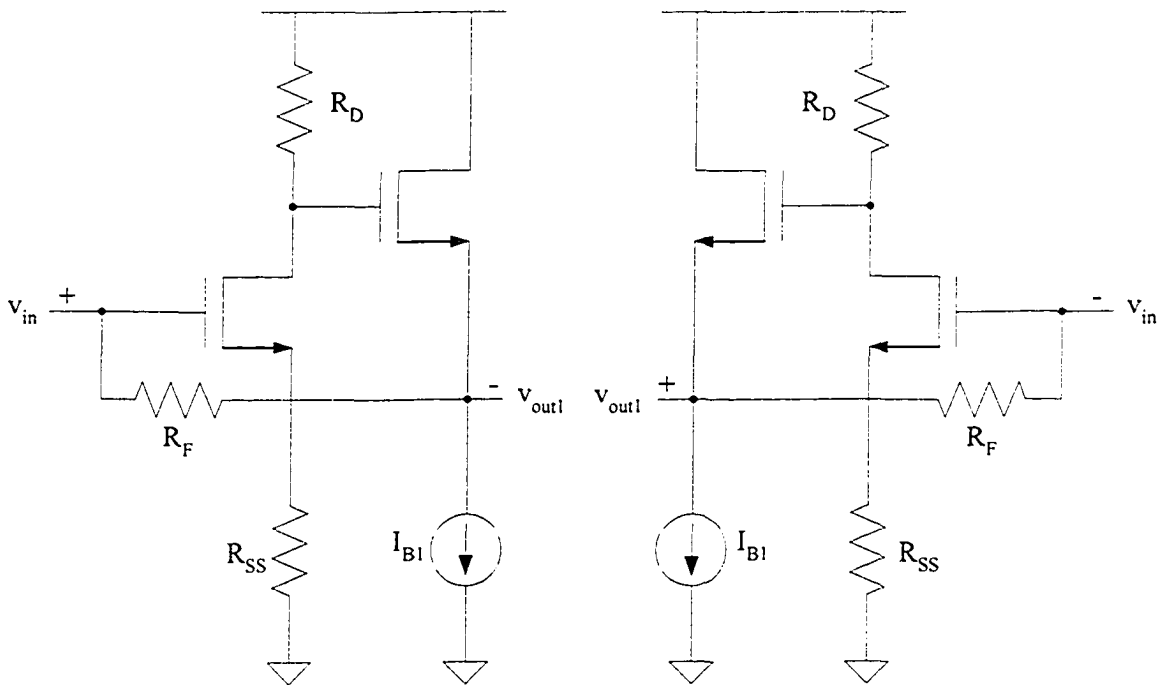 R_D
R_D
v_in +
- v_in
- v_out1
v_out1 +
R_F
R_F
R_SS
I_B1
I_B1
R_SS